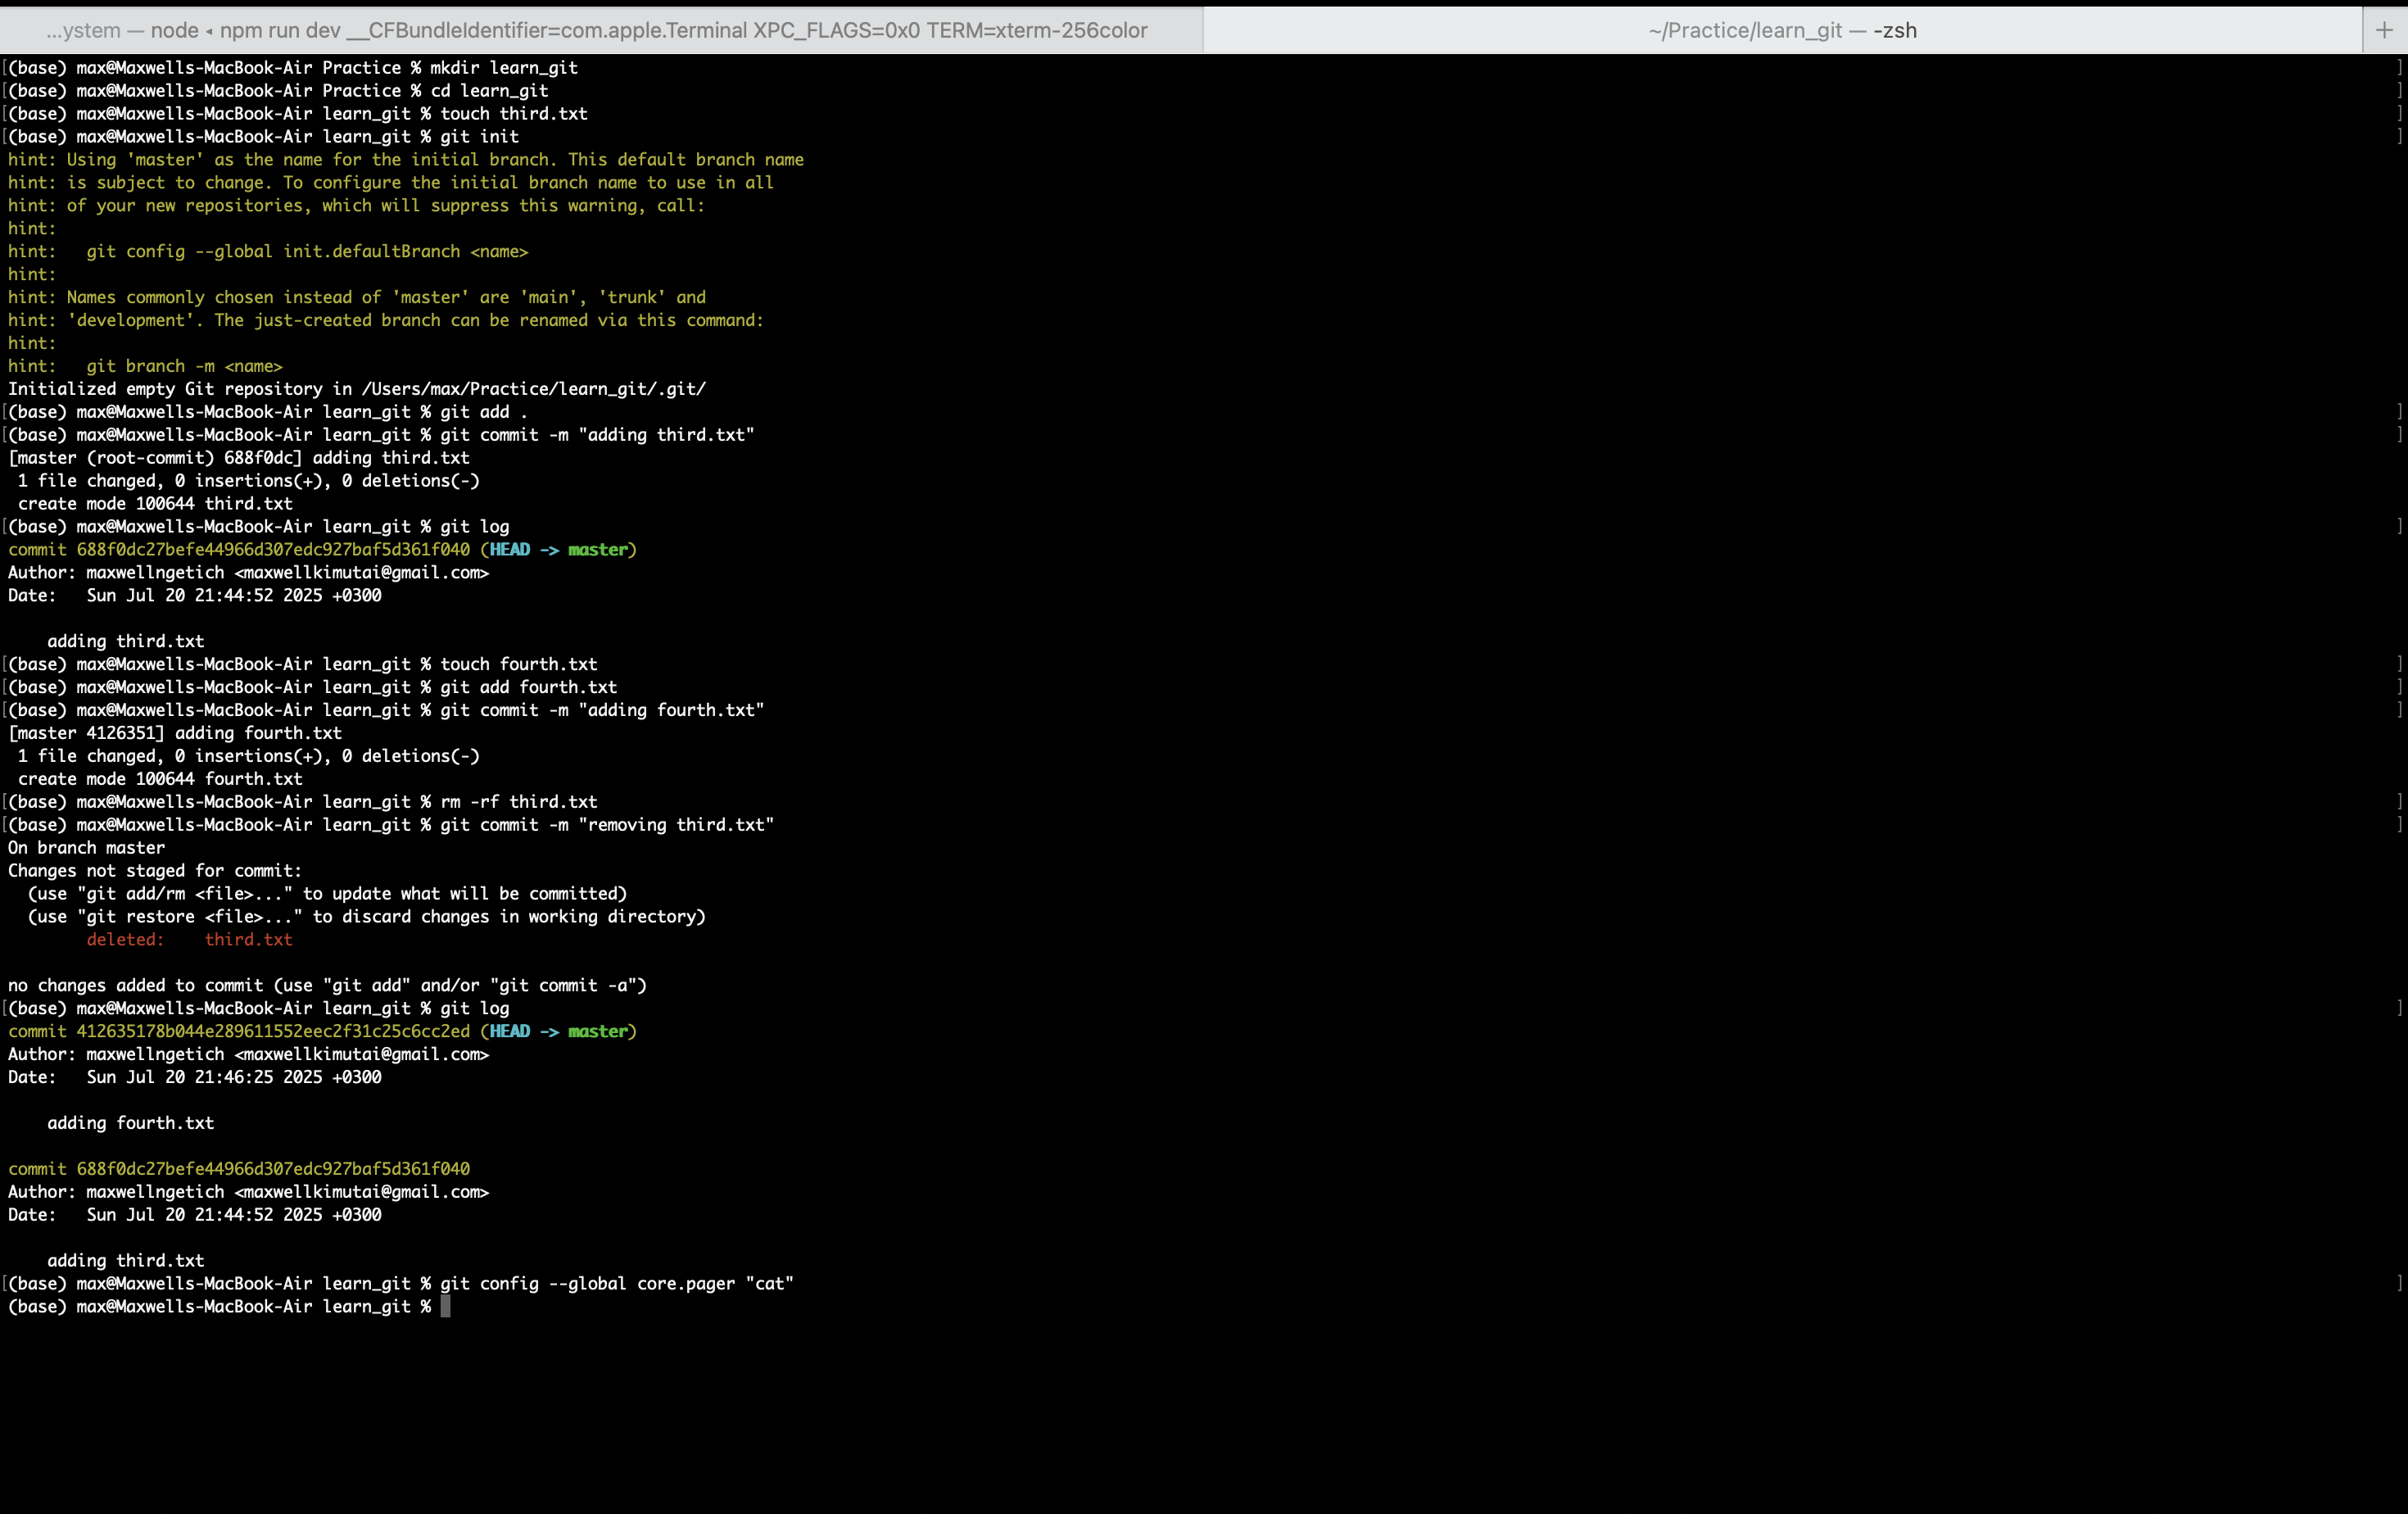 ...ystem — node ◂ npm run dev __CFBundleIdentifier=com.apple.Terminal XPC_FLAGS=0x0 TERM=xterm-256color
~/Practice/learn_git — -zsh
+
[(base) max@Maxwells-MacBook-Air Practice % mkdir learn_git ]
[(base) max@Maxwells-MacBook-Air Practice % cd learn_git ]
[(base) max@Maxwells-MacBook-Air learn_git % touch third.txt ]
[(base) max@Maxwells-MacBook-Air learn_git % git init ]
hint: Using 'master' as the name for the initial branch. This default branch name
hint: is subject to change. To configure the initial branch name to use in all
hint: of your new repositories, which will suppress this warning, call:
hint:
hint:   git config --global init.defaultBranch <name>
hint:
hint: Names commonly chosen instead of 'master' are 'main', 'trunk' and
hint: 'development'. The just-created branch can be renamed via this command:
hint:
hint:   git branch -m <name>
Initialized empty Git repository in /Users/max/Practice/learn_git/.git/
[(base) max@Maxwells-MacBook-Air learn_git % git add . ]
[(base) max@Maxwells-MacBook-Air learn_git % git commit -m "adding third.txt" ]
[master (root-commit) 688f0dc] adding third.txt
 1 file changed, 0 insertions(+), 0 deletions(-)
 create mode 100644 third.txt
[(base) max@Maxwells-MacBook-Air learn_git % git log ]
commit 688f0dc27befe44966d307edc927baf5d361f040 (HEAD -> master)
Author: maxwellngetich <maxwellkimutai@gmail.com>
Date:   Sun Jul 20 21:44:52 2025 +0300
    adding third.txt
[(base) max@Maxwells-MacBook-Air learn_git % touch fourth.txt ]
[(base) max@Maxwells-MacBook-Air learn_git % git add fourth.txt ]
[(base) max@Maxwells-MacBook-Air learn_git % git commit -m "adding fourth.txt" ]
[master 4126351] adding fourth.txt
 1 file changed, 0 insertions(+), 0 deletions(-)
 create mode 100644 fourth.txt
[(base) max@Maxwells-MacBook-Air learn_git % rm -rf third.txt ]
[(base) max@Maxwells-MacBook-Air learn_git % git commit -m "removing third.txt" ]
On branch master
Changes not staged for commit:
  (use "git add/rm <file>..." to update what will be committed)
  (use "git restore <file>..." to discard changes in working directory)
        deleted:    third.txt
no changes added to commit (use "git add" and/or "git commit -a")
[(base) max@Maxwells-MacBook-Air learn_git % git log ]
commit 412635178b044e289611552eec2f31c25c6cc2ed (HEAD -> master)
Author: maxwellngetich <maxwellkimutai@gmail.com>
Date:   Sun Jul 20 21:46:25 2025 +0300
    adding fourth.txt
commit 688f0dc27befe44966d307edc927baf5d361f040
Author: maxwellngetich <maxwellkimutai@gmail.com>
Date:   Sun Jul 20 21:44:52 2025 +0300
    adding third.txt
[(base) max@Maxwells-MacBook-Air learn_git % git config --global core.pager "cat" ]
(base) max@Maxwells-MacBook-Air learn_git %